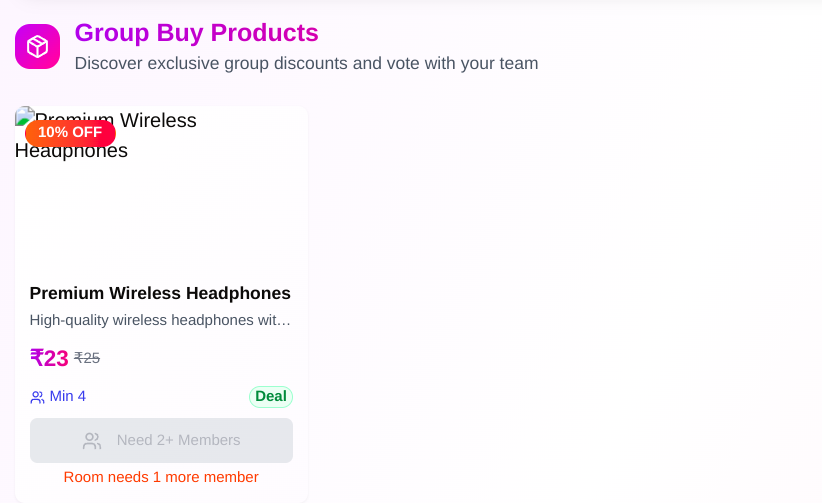 Group Buy Products
Discover exclusive group discounts and vote with your team
Premium Wireless
10% OFF
Headphones
Premium Wireless Headphones
High-quality wireless headphones wit...
₹23 ₹25
Min 4
Deal
Need 2+ Members
Room needs 1 more member